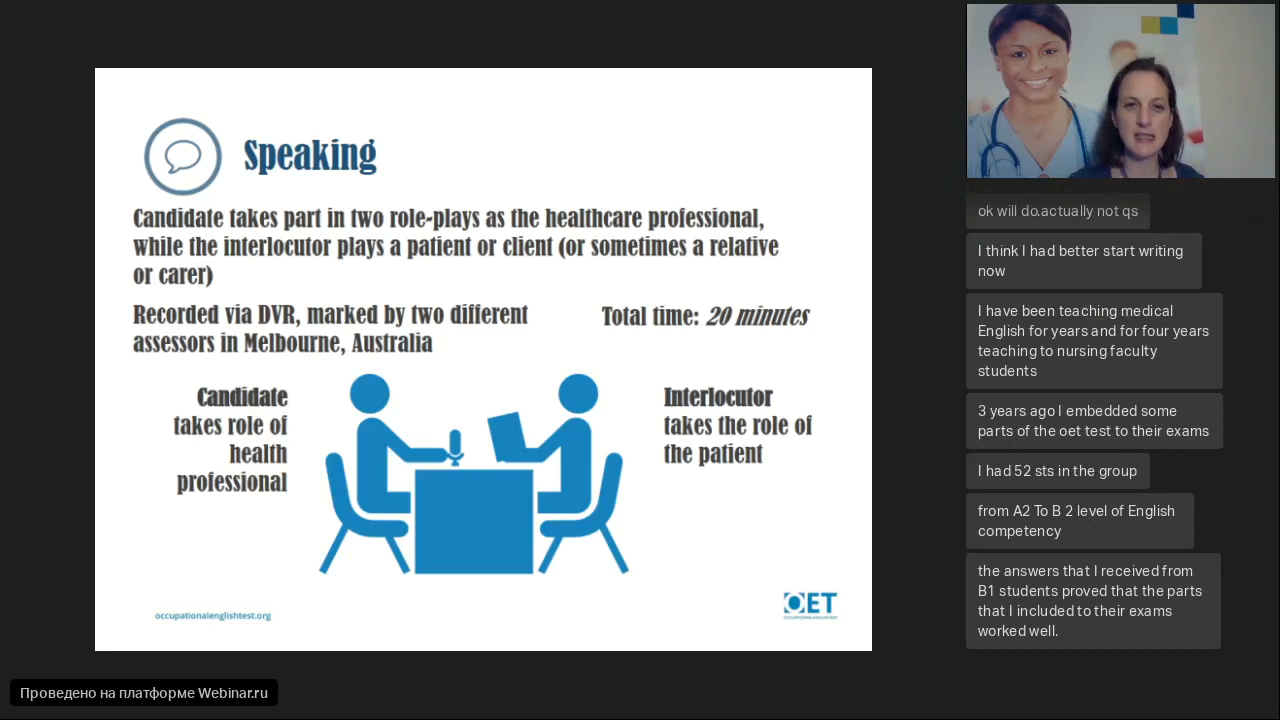 Speaking
Candidate takes part in two role-plays as the healthcare professional,
while the interlocutor plays a patient or client (or sometimes a relative
or carer)
Recorded via DVR, marked by two different
assessors in Melbourne, Australia
Total time: 20 minutes
Candidate
takes role of
health
professional
Interlocutor
takes the role of
the patient
occupationalenglishtest.org
OET
OCCUPATIONAL ENGLISH TEST
ok will do.actually not qs
I think I had better start writing
now
I have been teaching medical
English for years and for four years
teaching to nursing faculty
students
3 years ago I embedded some
parts of the oet test to their exams
I had 52 sts in the group
from A2 To B 2 level of English
competency
the answers that I received from
B1 students proved that the parts
that I included to their exams
worked well.
Проведено на платформе Webinar.ru